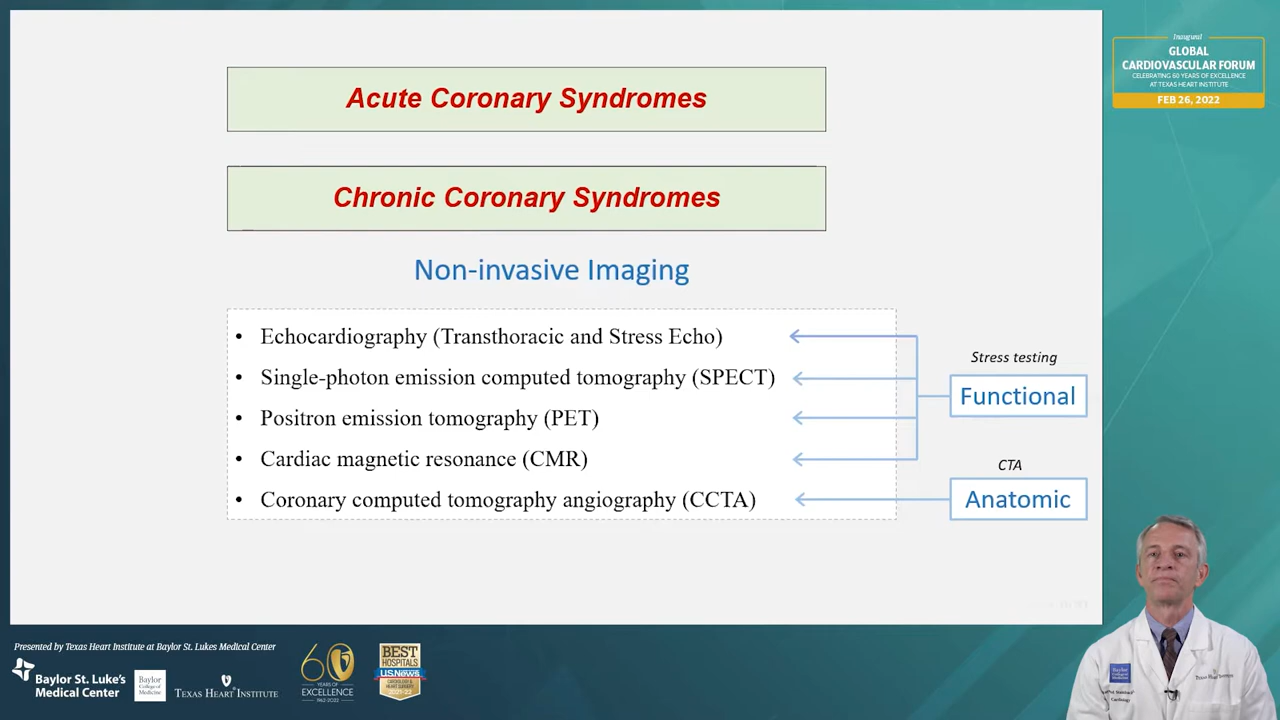 Acute Coronary Syndromes
Chronic Coronary Syndromes
Non-invasive Imaging
• Echocardiography (Transthoracic and Stress Echo)
• Single-photon emission computed tomography (SPECT)
• Positron emission tomography (PET)
• Cardiac magnetic resonance (CMR)
• Coronary computed tomography angiography (CCTA)
Stress testing
Functional
CTA
Anatomic
Inaugural
GLOBAL
CARDIOVASCULAR FORUM
CELEBRATING 60 YEARS OF EXCELLENCE
AT TEXAS HEART INSTITUTE
FEB 26, 2022
Presented by Texas Heart Institute at Baylor St. Lukes Medical Center
Baylor St. Luke's
Medical Center
Baylor
College of
Medicine
TEXAS HEART INSTITUTE
60
YEARS OF
EXCELLENCE
1962-2022
BEST
HOSPITALS
U.S. News